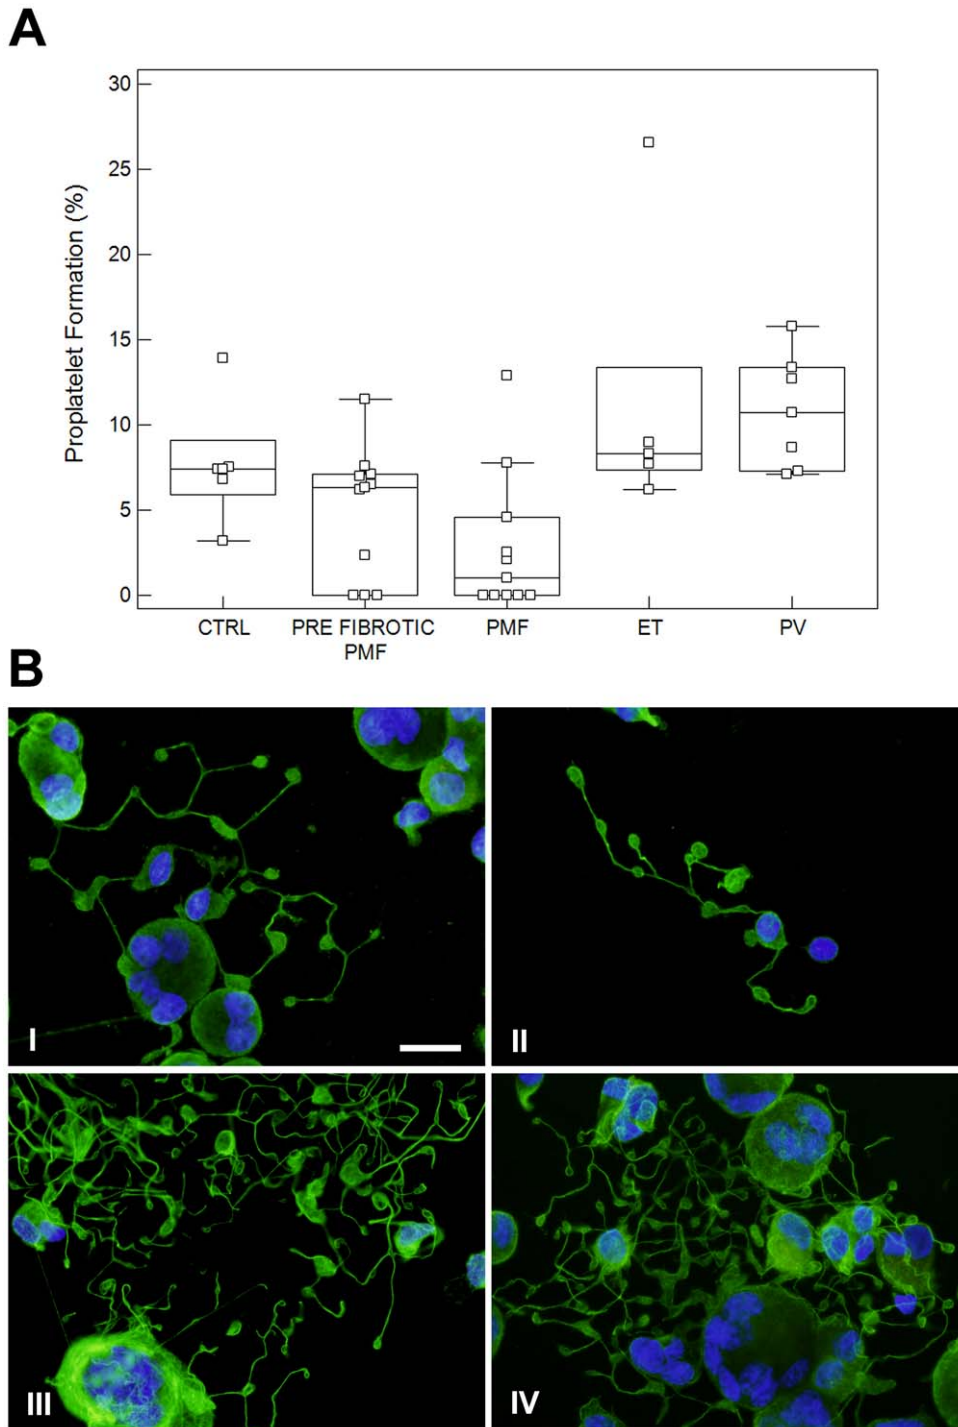 A
Proplatelet Formation (%)
30
25
20
15
10
5
0
CTRL PRE FIBROTIC PMF ET PV
PMF
B
I
II
III
IV